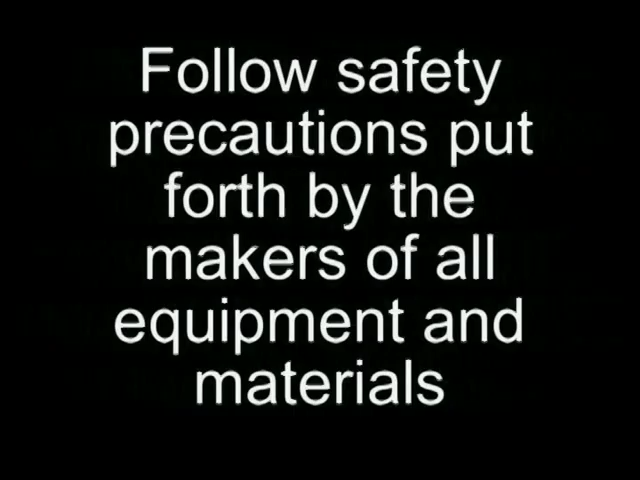 Follow safety
precautions put
forth by the
makers of all
equipment and
materials